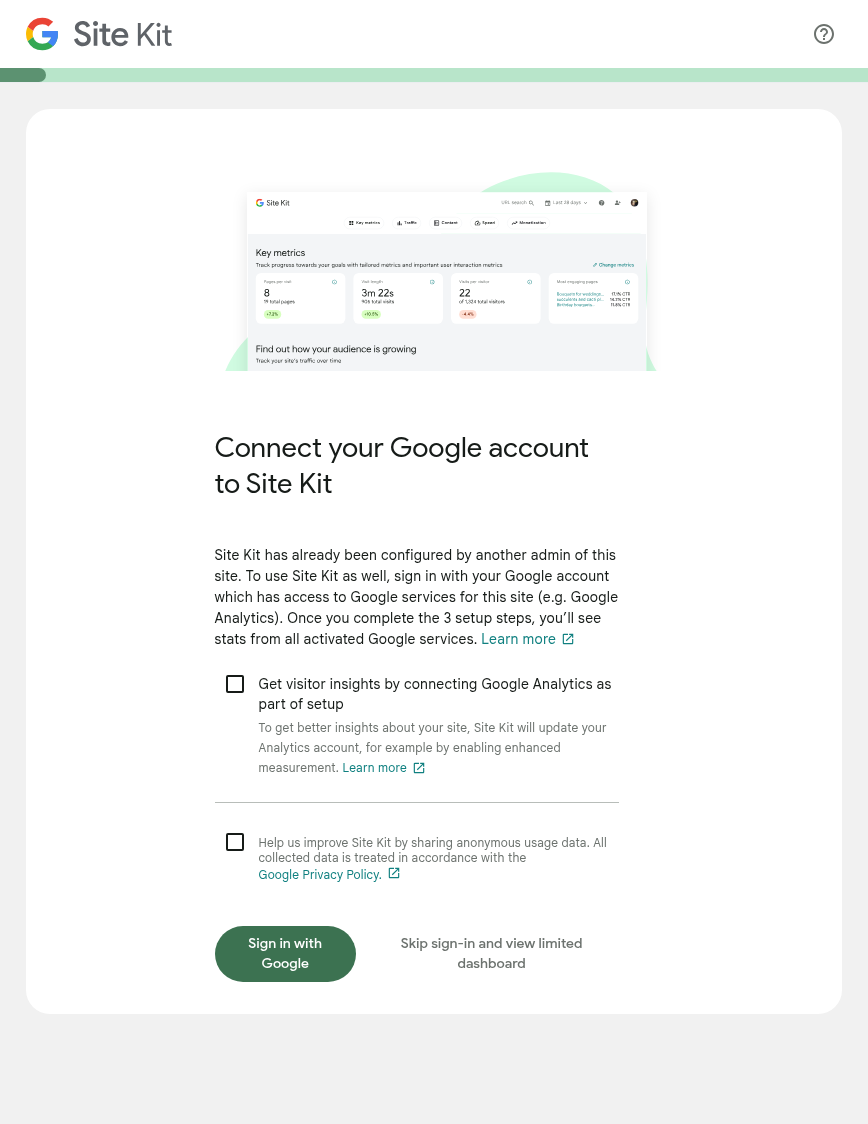 Site Kit
Site Kit
URL search
Last 28 days
Key metrics
Traffic
Content
Speed
Monetization
Key metrics
Track progress towards your goals with tailored metrics and important user interaction metrics
Change metrics
Pages per visit
Visit length
Visits per visitor
Most engaging pages
8
3m 22s
22
19 total pages
906 total visits
of 1,324 total visitors
+7.2%
+10.5%
-4.4%
17.1% CTR
16.2% CTR
11.8% CTR
Find out how your audience is growing
Track your site's traffic over time
Connect your Google account
to Site Kit
Site Kit has already been configured by another admin of this
site. To use Site Kit as well, sign in with your Google account
which has access to Google services for this site (e.g. Google
Analytics). Once you complete the 3 setup steps, you’ll see
stats from all activated Google services. Learn more
Get visitor insights by connecting Google Analytics as
part of setup
To get better insights about your site, Site Kit will update your
Analytics account, for example by enabling enhanced
measurement. Learn more
Help us improve Site Kit by sharing anonymous usage data. All
collected data is treated in accordance with the
Google Privacy Policy.
Sign in with
Google
Skip sign-in and view limited
dashboard